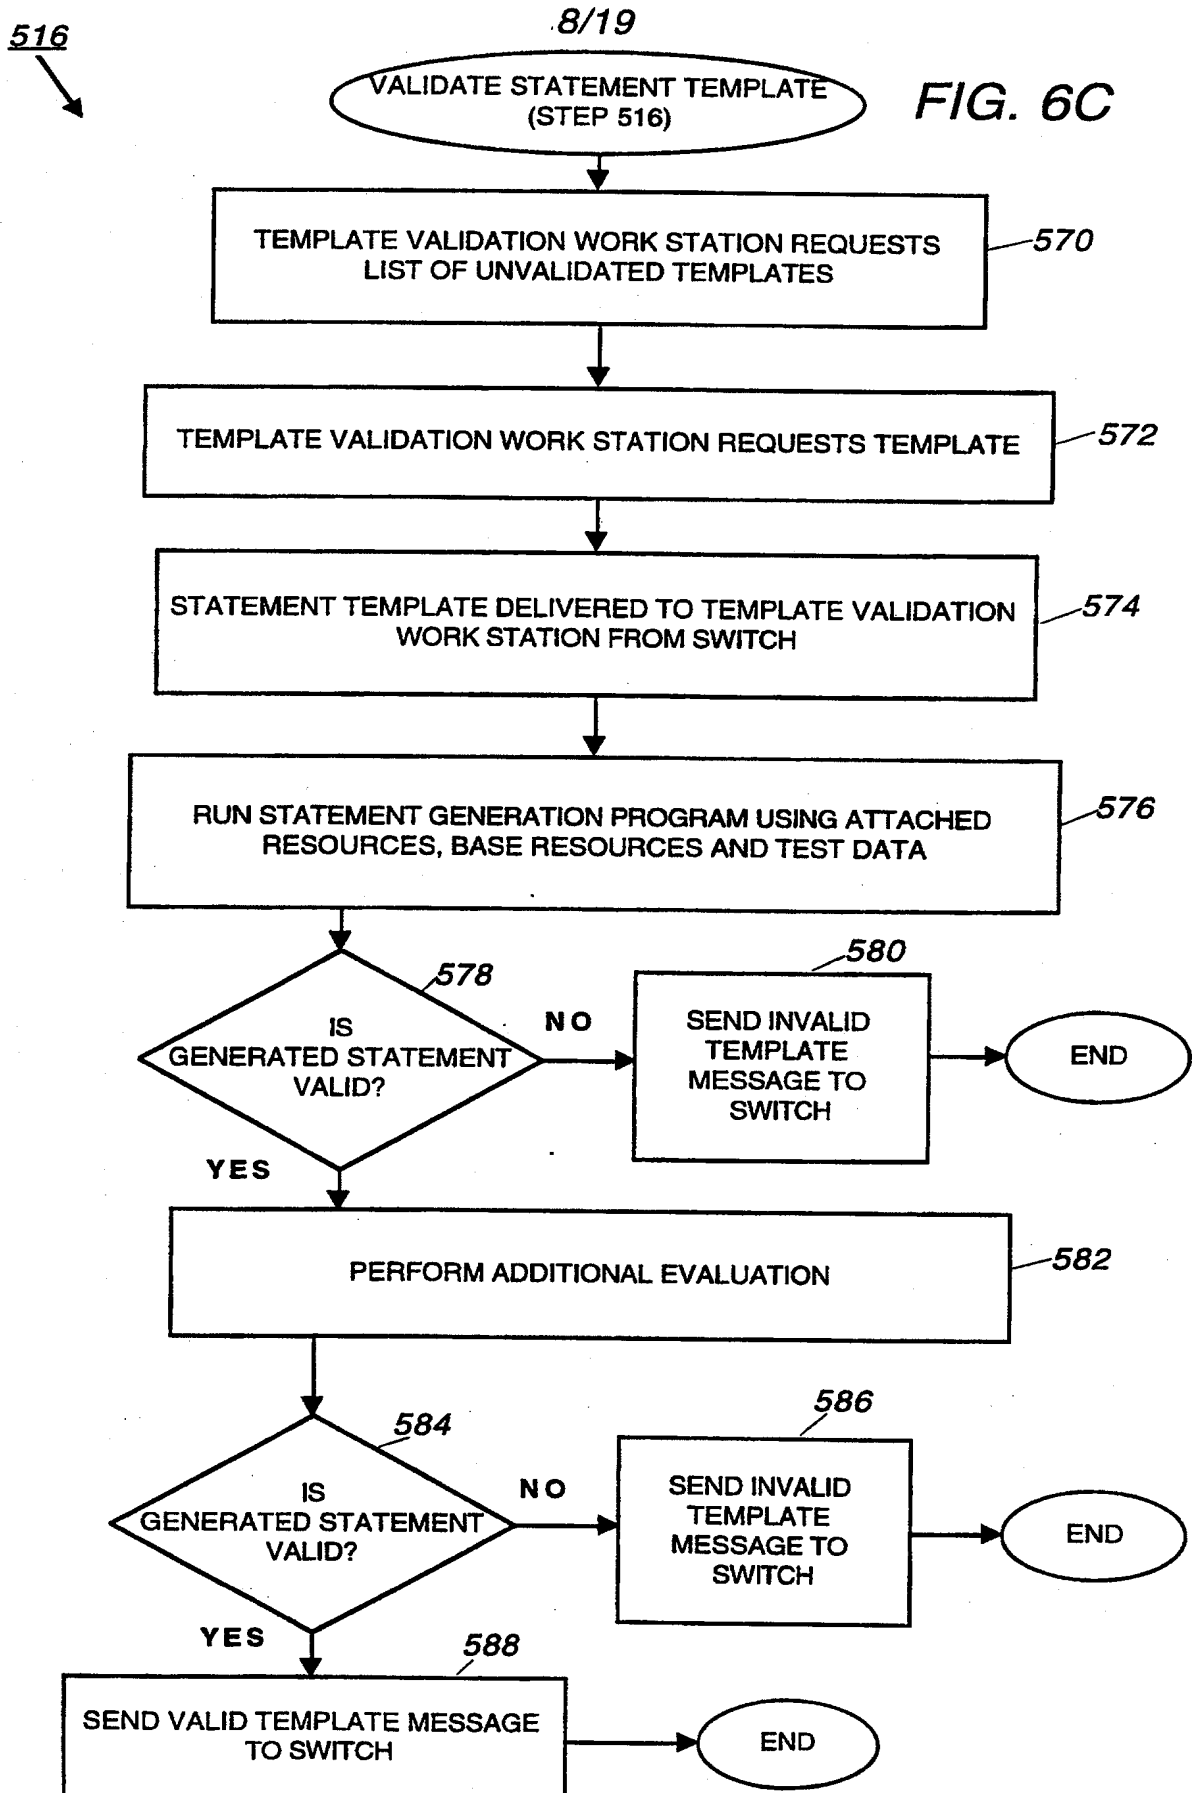 516
8/19
VALIDATE STATEMENT TEMPLATE
(STEP 516)
FIG. 6C
TEMPLATE VALIDATION WORK STATION REQUESTS
LIST OF UNVALIDATED TEMPLATES
570
TEMPLATE VALIDATION WORK STATION REQUESTS TEMPLATE
572
STATEMENT TEMPLATE DELIVERED TO TEMPLATE VALIDATION
WORK STATION FROM SWITCH
574
RUN STATEMENT GENERATION PROGRAM USING ATTACHED
RESOURCES, BASE RESOURCES AND TEST DATA
576
IS
GENERATED STATEMENT
VALID?
578
NO
SEND INVALID
TEMPLATE
MESSAGE TO
SWITCH
580
END
YES
PERFORM ADDITIONAL EVALUATION
582
IS
GENERATED STATEMENT
VALID?
584
NO
SEND INVALID
TEMPLATE
MESSAGE TO
SWITCH
586
END
YES
SEND VALID TEMPLATE MESSAGE
TO SWITCH
588
END